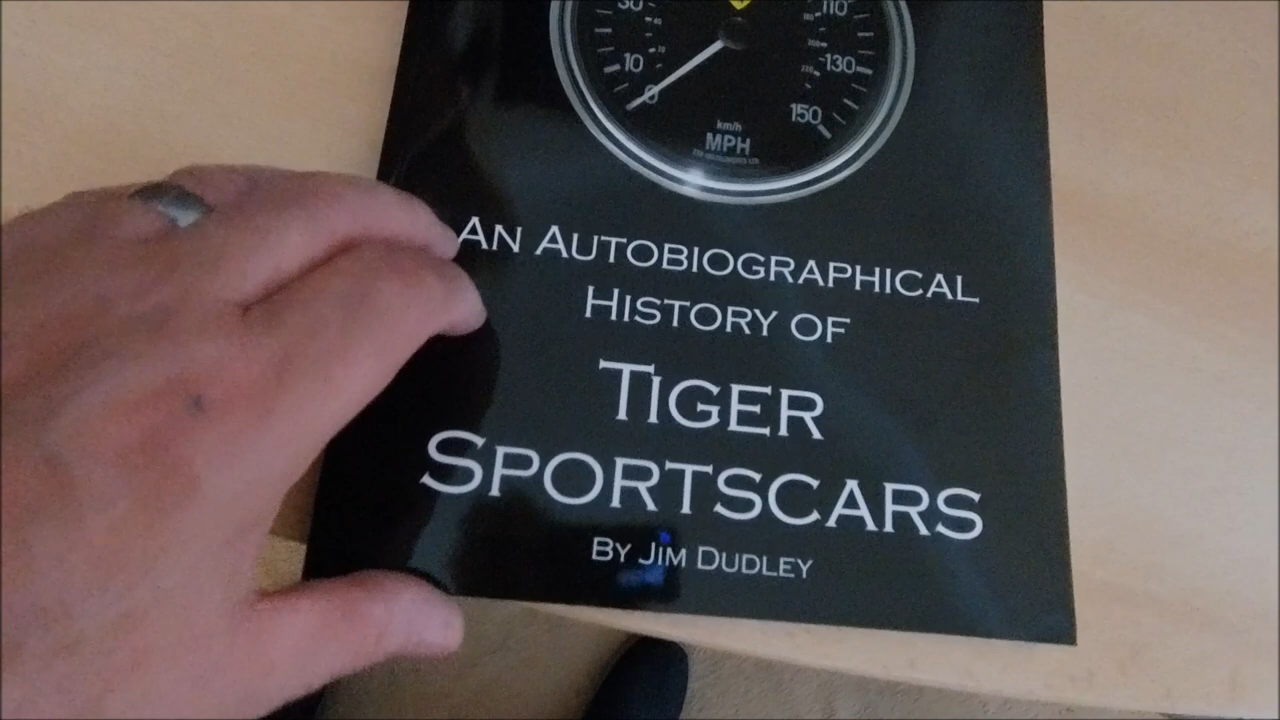 30
110
10
130
0
150
km/h
MPH
AN AUTOBIOGRAPHICAL
HISTORY OF
TIGER
SPORTSCARS
BY JIM DUDLEY